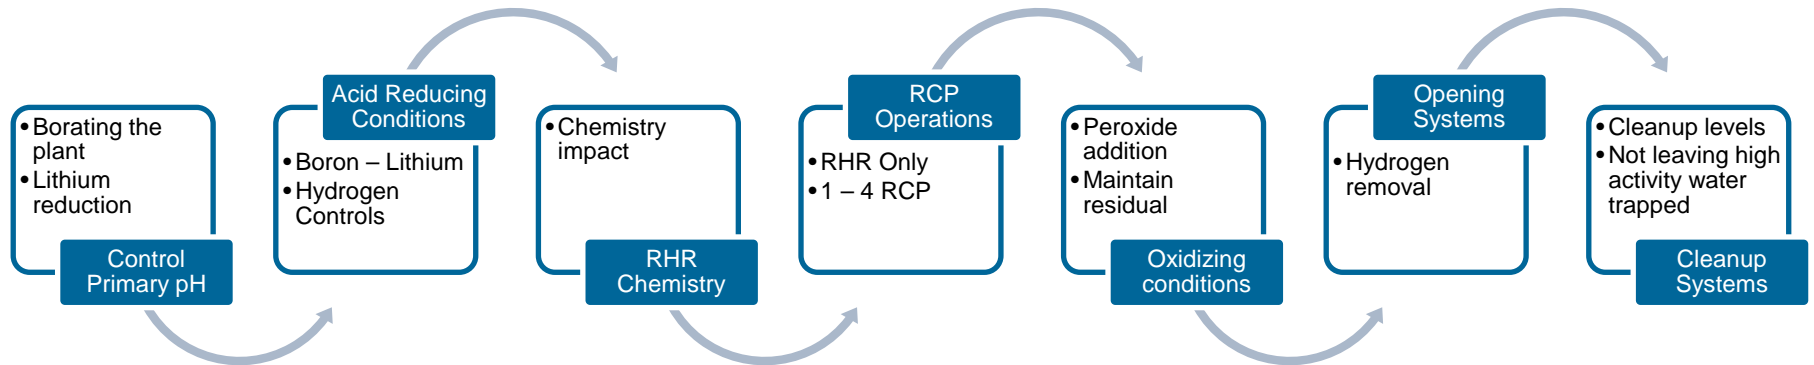 •Borating the
plant
•Lithium
reduction
Control
Primary pH
Acid Reducing
Conditions
•Boron – Lithium
•Hydrogen
Controls
•Chemistry
impact
RHR
Chemistry
RCP
Operations
•RHR Only
•1 – 4 RCP
•Peroxide
addition
•Maintain
residual
Oxidizing
conditions
Opening
Systems
•Hydrogen
removal
•Cleanup levels
•Not leaving high
activity water
trapped
Cleanup
Systems